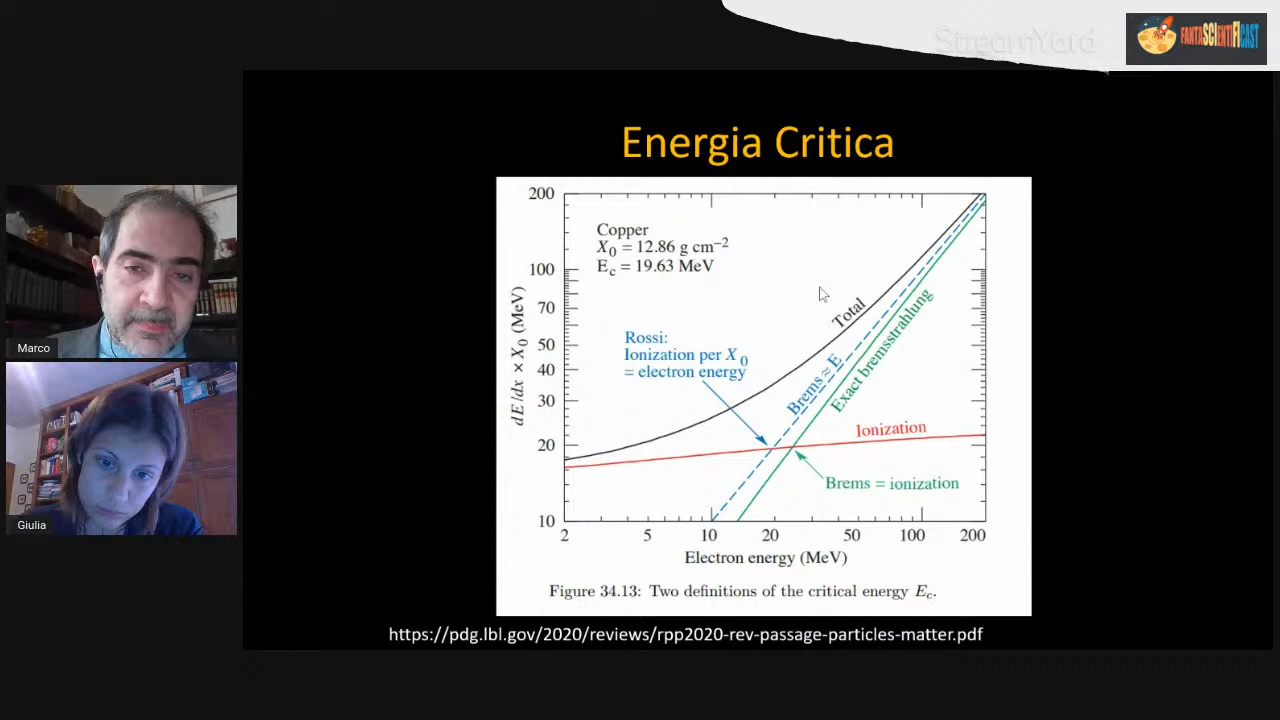 StreamYard
FANTASCIENTIFICAST
Energia Critica
Copper
X0 = 12.86 g cm−2
Ec = 19.63 MeV
Rossi:
Ionization per X0
= electron energy
Total
Brems ≈ E
Exact bremsstrahlung
Ionization
Brems = ionization
dE/dx × X0 (MeV)
200
100
70
50
40
30
20
10
2 5 10 20 50 100 200
Electron energy (MeV)
Figure 34.13: Two definitions of the critical energy Ec.
https://pdg.lbl.gov/2020/reviews/rpp2020-rev-passage-particles-matter.pdf
Marco
Giulia